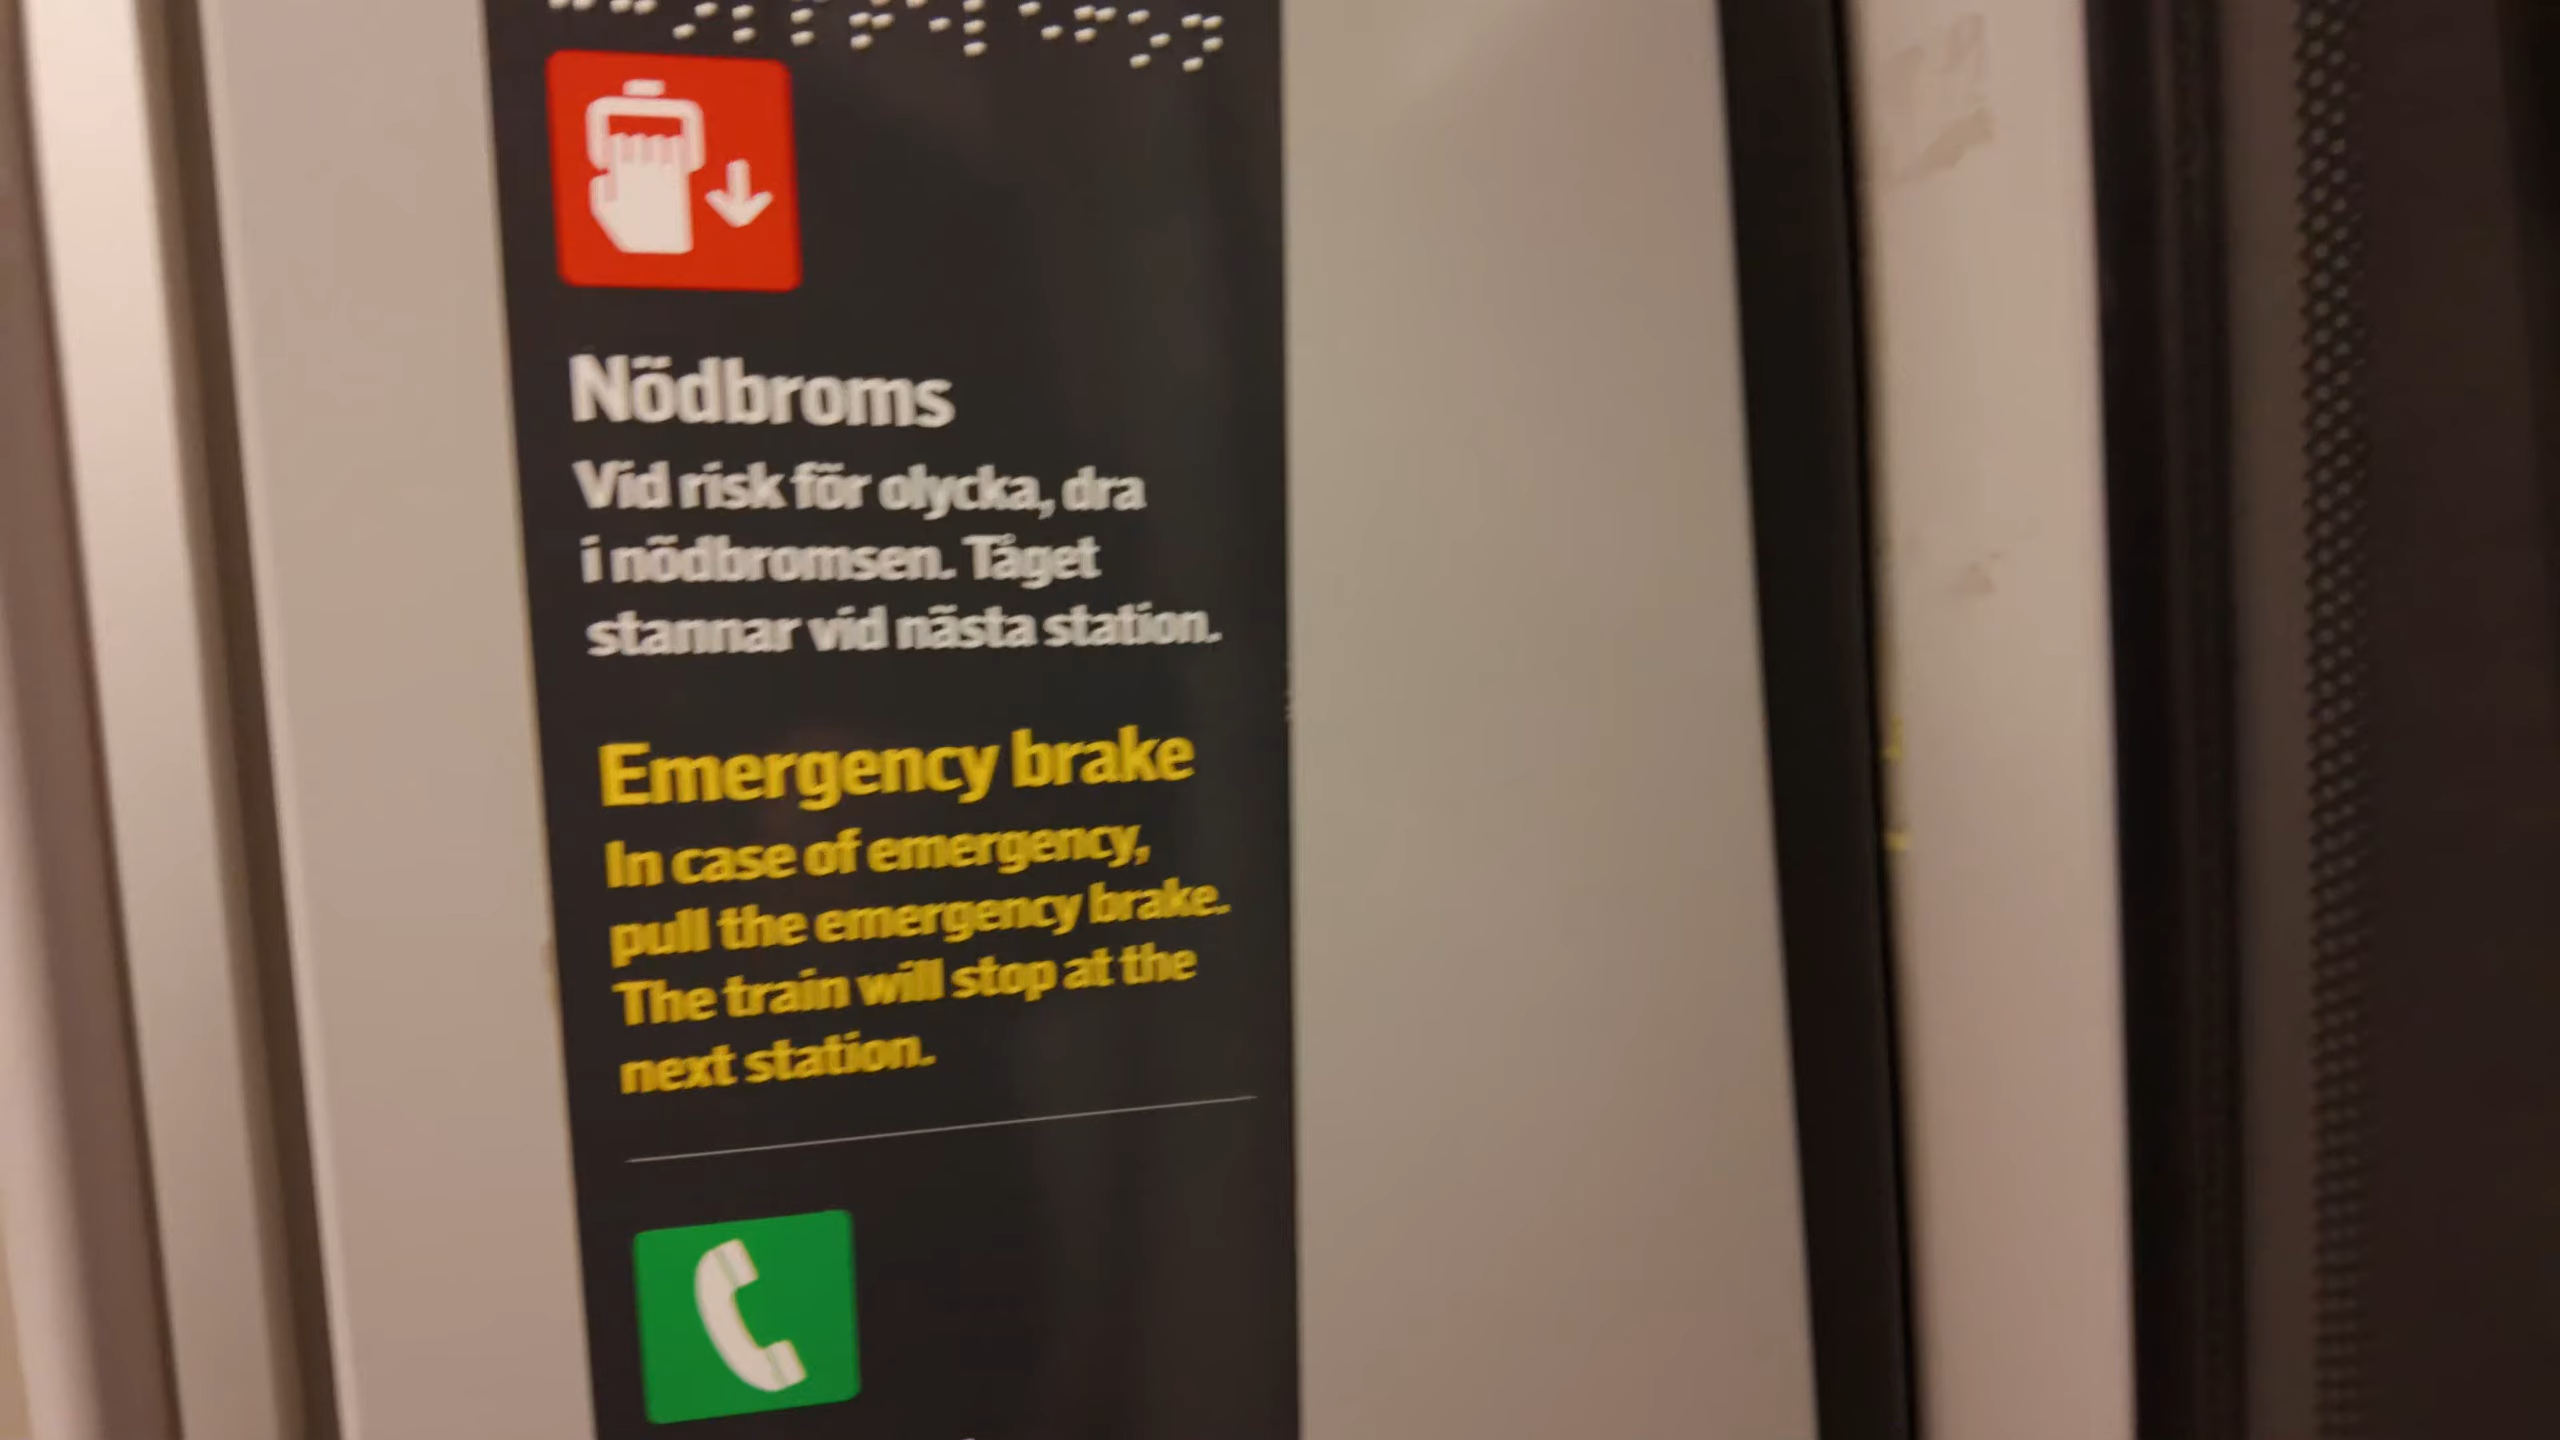 Nödbroms
Vid risk för olycka, dra
i nödbromsen. Tåget
stannar vid nästa station.
Emergency brake
In case of emergency,
pull the emergency brake.
The train will stop at the
next station.